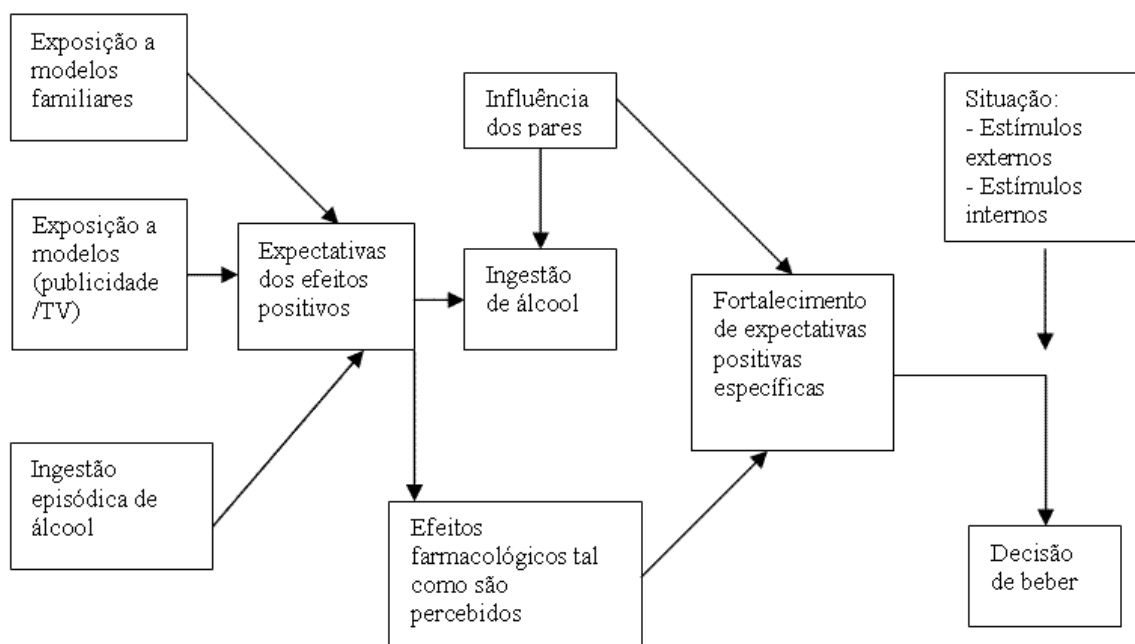 Exposição a
modelos
familiares
Influência
dos pares
Situação:
- Estímulos
externos
- Estímulos
internos
Exposição a
modelos
(publicidade
/TV)
Expectativas
dos efeitos
positivos
Ingestão
de álcool
Fortalecimento
de expectativas
positivas
específicas
Ingestão
episódica de
álcool
Efeitos
farmacológicos tal
como são
percebidos
Decisão
de beber